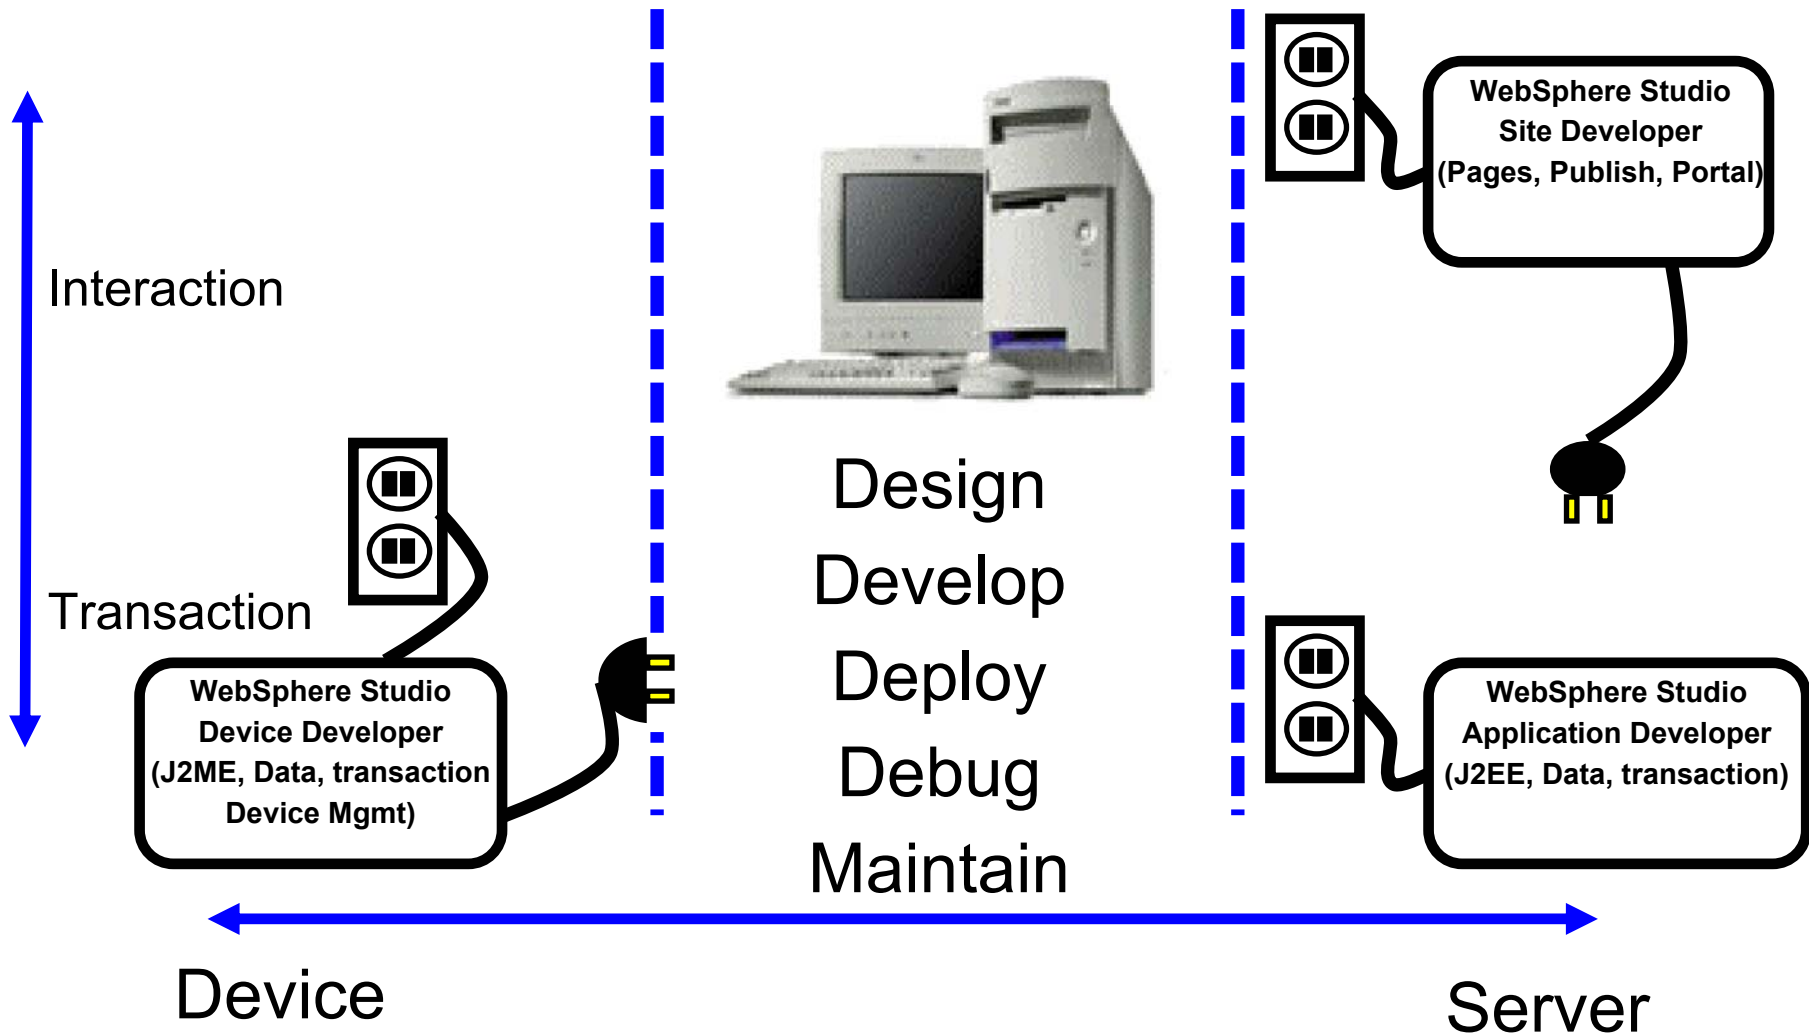 WebSphere Studio
Site Developer
(Pages, Publish, Portal)
Interaction
Transaction
WebSphere Studio
Device Developer
(J2ME, Data, transaction
Device Mgmt)
Design
Develop
Deploy
Debug
Maintain
WebSphere Studio
Application Developer
(J2EE, Data, transaction)
Device
Server